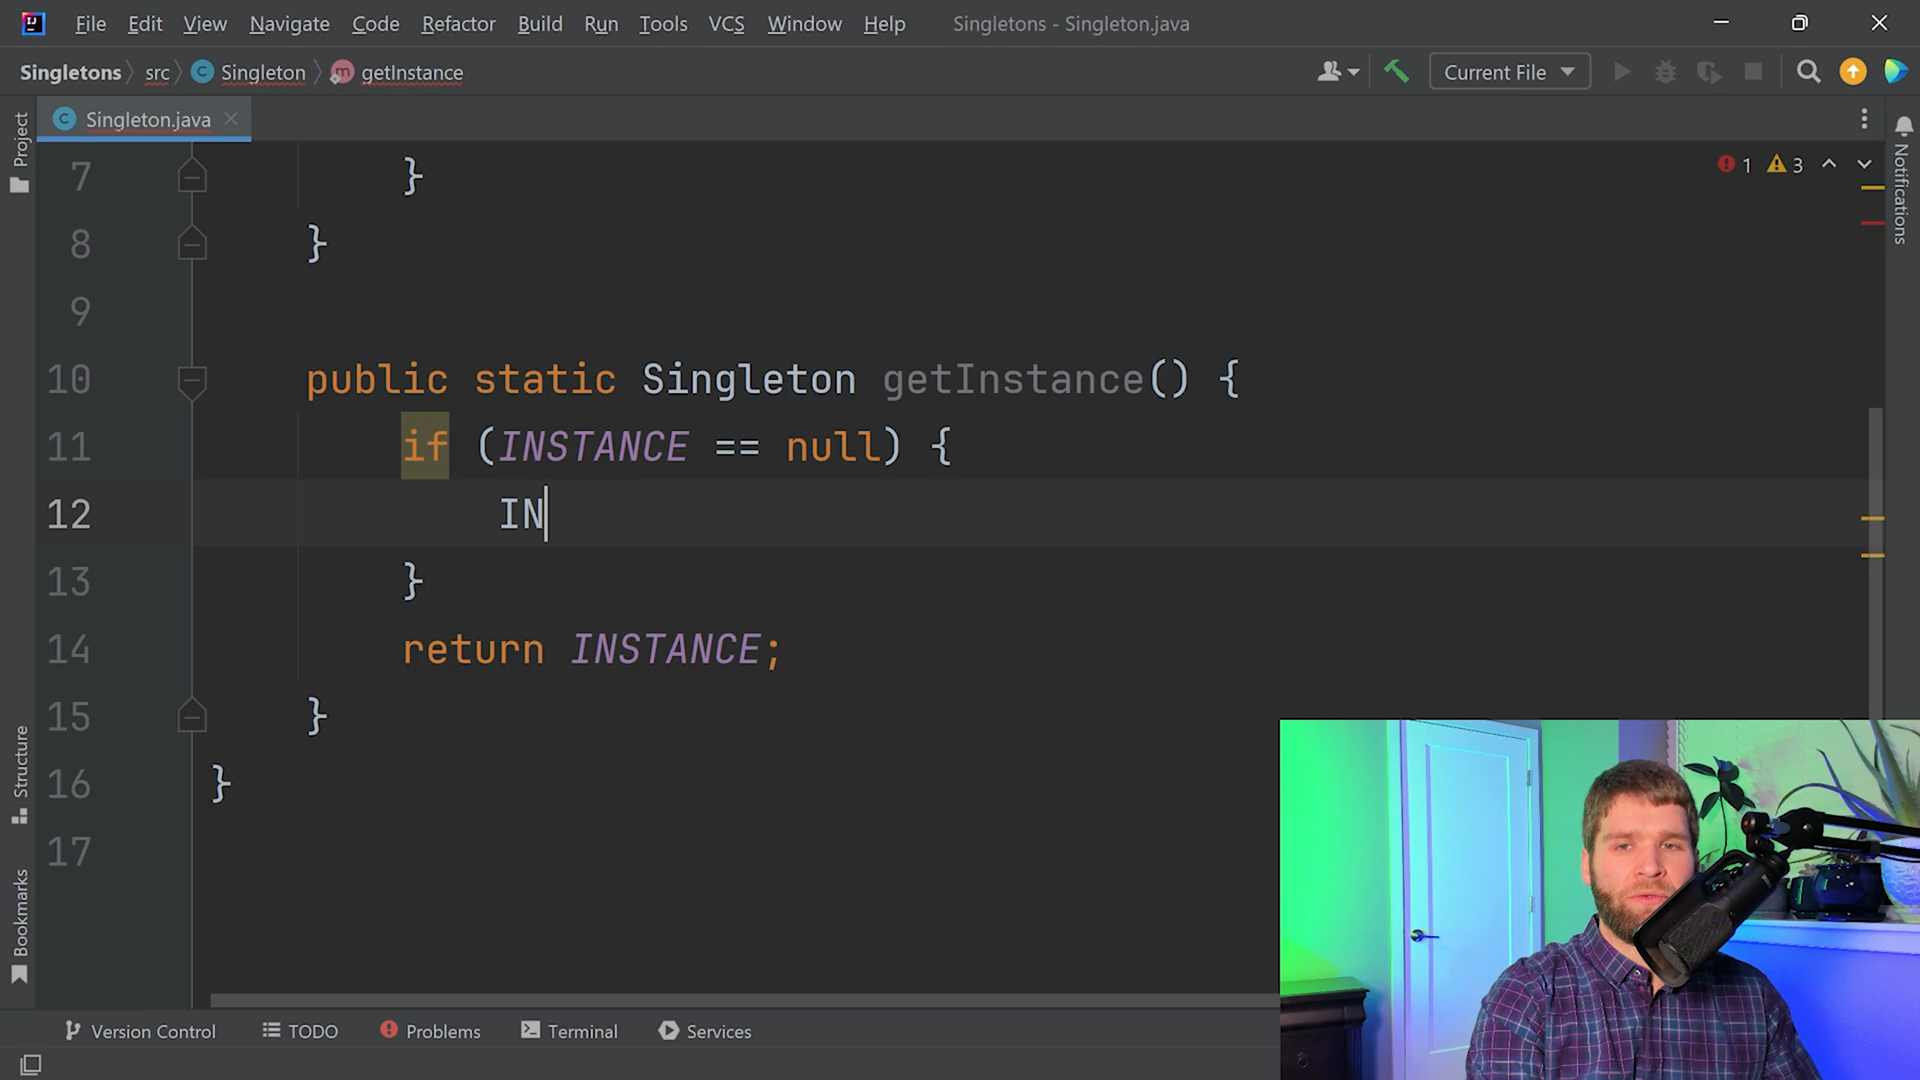 File Edit View Navigate Code Refactor Build Run Tools VCS Window Help Singletons - Singleton.java
Singletons src Singleton getInstance Current File
Singleton.java
Project
Notifications
1 3
7 }
8 }
9
10 public static Singleton getInstance() {
11 if (INSTANCE == null) {
12 IN
13 }
14 return INSTANCE;
15 }
16 }
17
Structure
Bookmarks
Version Control TODO Problems Terminal Services